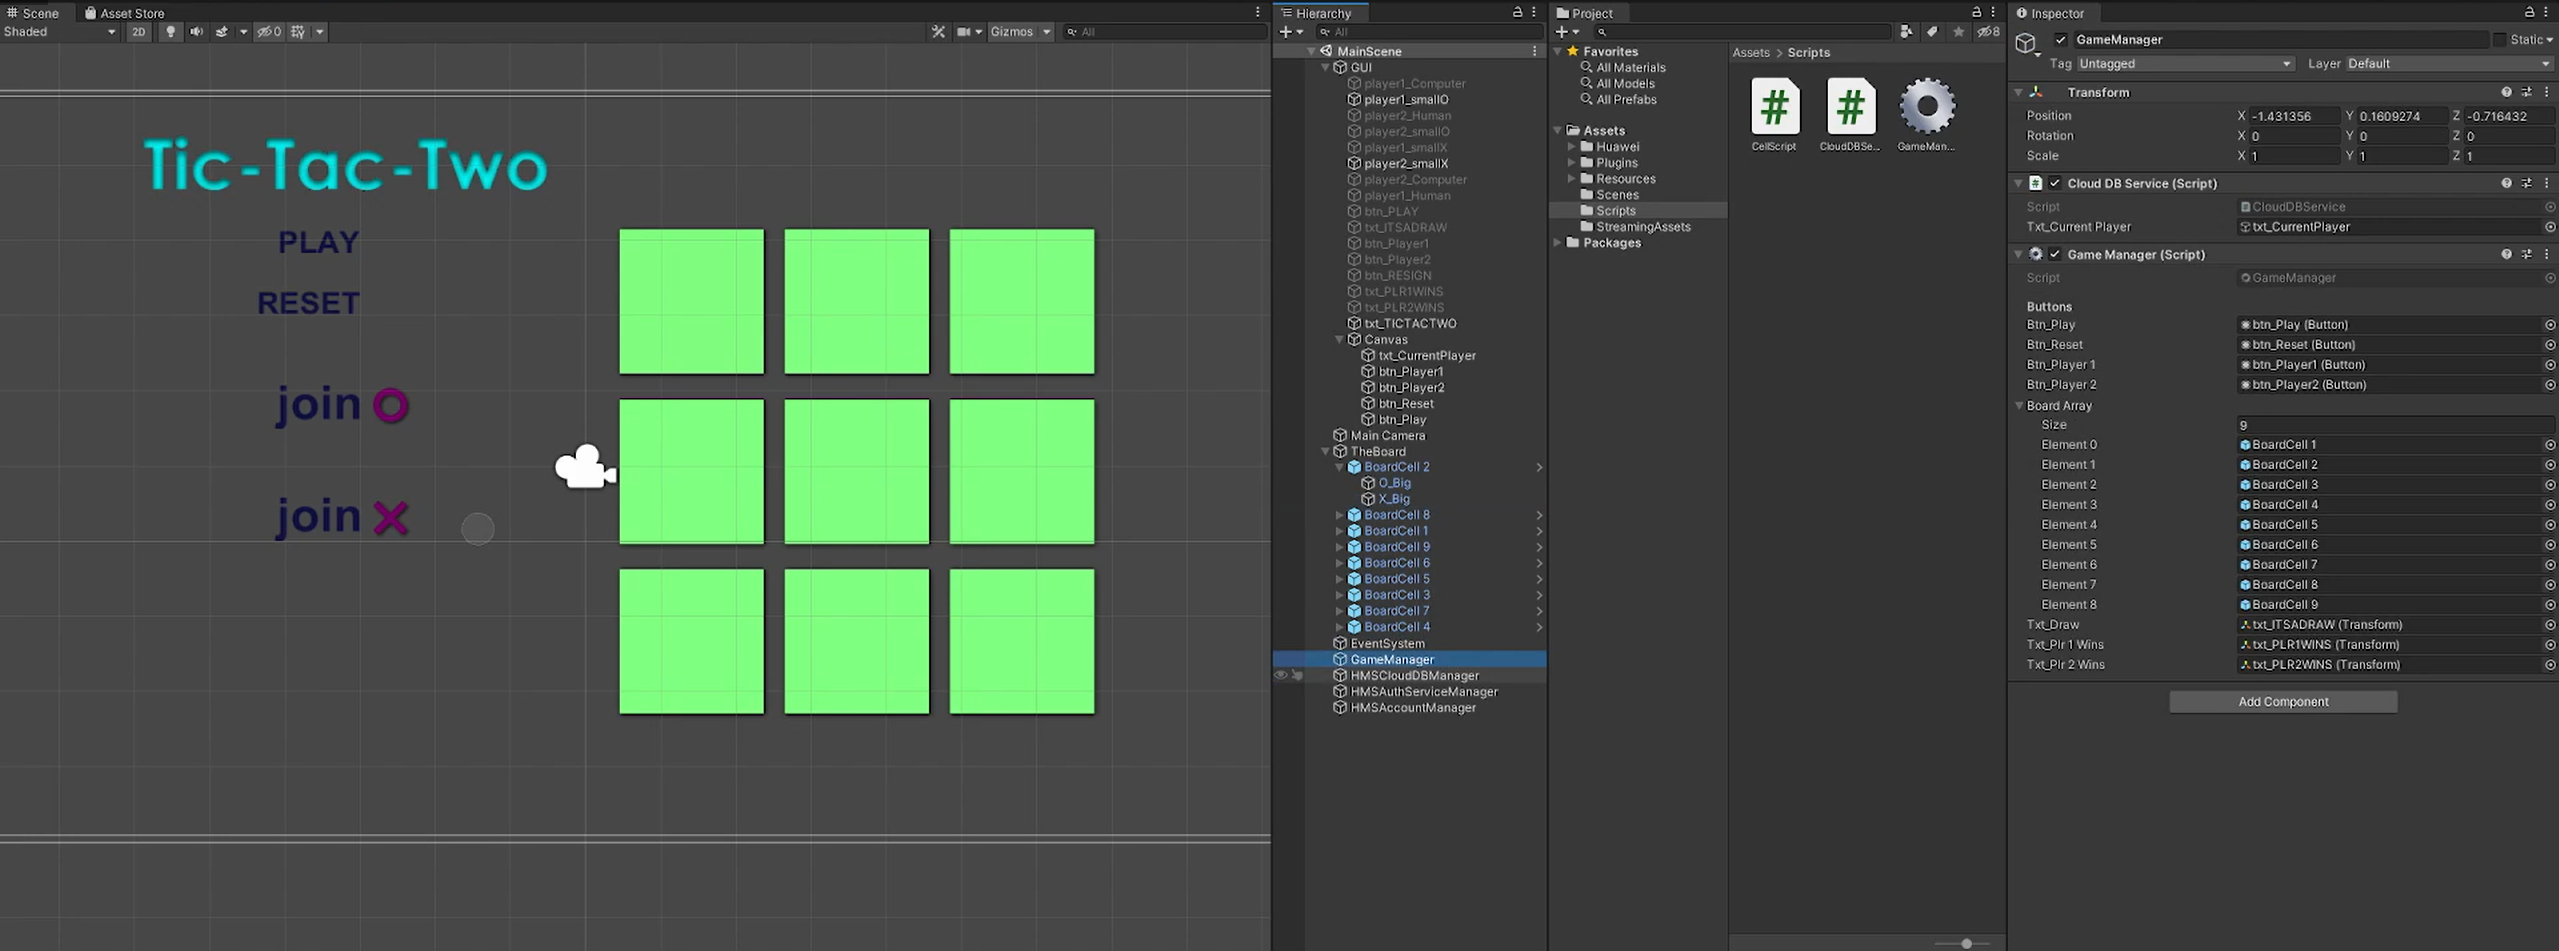 Scene
Asset Store
Shaded
2D
0
Gizmos
All
Tic-Tac-Two
PLAY
RESET
join O
join X
Hierarchy
All
MainScene
GUI
player1_Computer
player1_smallO
player2_Human
player2_smallO
player1_smallX
player2_smallX
player2_Computer
player1_Human
btn_PLAY
txt_ITSADRAW
btn_Player1
btn_Player2
btn_RESIGN
txt_PLR1WINS
txt_PLR2WINS
txt_TICTACTWO
Canvas
txt_CurrentPlayer
btn_Player1
btn_Player2
btn_Reset
btn_Play
Main Camera
TheBoard
BoardCell 2
O_Big
X_Big
BoardCell 8
BoardCell 1
BoardCell 9
BoardCell 6
BoardCell 5
BoardCell 3
BoardCell 7
BoardCell 4
EventSystem
GameManager
HMSCloudDBManager
HMSAuthServiceManager
HMSAccountManager
Project
8
Favorites
All Materials
All Models
All Prefabs
Assets
Huawei
Plugins
Resources
Scenes
Scripts
StreamingAssets
Packages
Assets > Scripts
CellScript
CloudDBSe...
GameMan...
Inspector
GameManager
Static
Tag Untagged
Layer Default
Transform
Position X -1.431356 Y 0.1609274 Z -0.716432
Rotation X 0 Y 0 Z 0
Scale X 1 Y 1 Z 1
Cloud DB Service (Script)
Script CloudDBService
Txt_Current Player txt_CurrentPlayer
Game Manager (Script)
Script GameManager
Buttons
Btn_Play btn_Play (Button)
Btn_Reset btn_Reset (Button)
Btn_Player 1 btn_Player1 (Button)
Btn_Player 2 btn_Player2 (Button)
Board Array
Size 9
Element 0 BoardCell 1
Element 1 BoardCell 2
Element 2 BoardCell 3
Element 3 BoardCell 4
Element 4 BoardCell 5
Element 5 BoardCell 6
Element 6 BoardCell 7
Element 7 BoardCell 8
Element 8 BoardCell 9
Txt_Draw txt_ITSADRAW (Transform)
Txt_Plr 1 Wins txt_PLR1WINS (Transform)
Txt_Plr 2 Wins txt_PLR2WINS (Transform)
Add Component